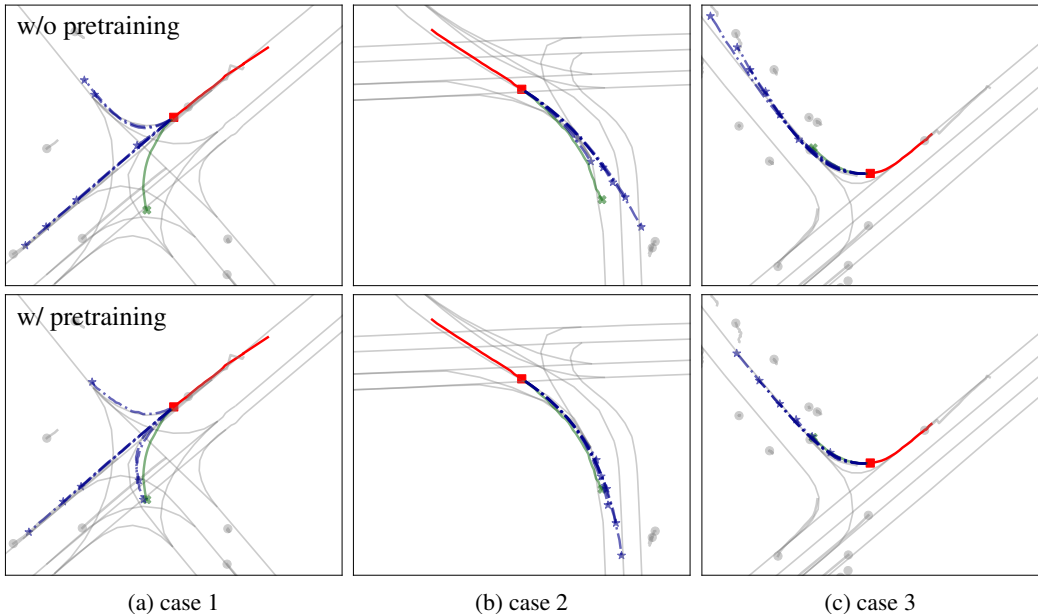 w/o pretraining
w/ pretraining
(a) case 1
(b) case 2
(c) case 3